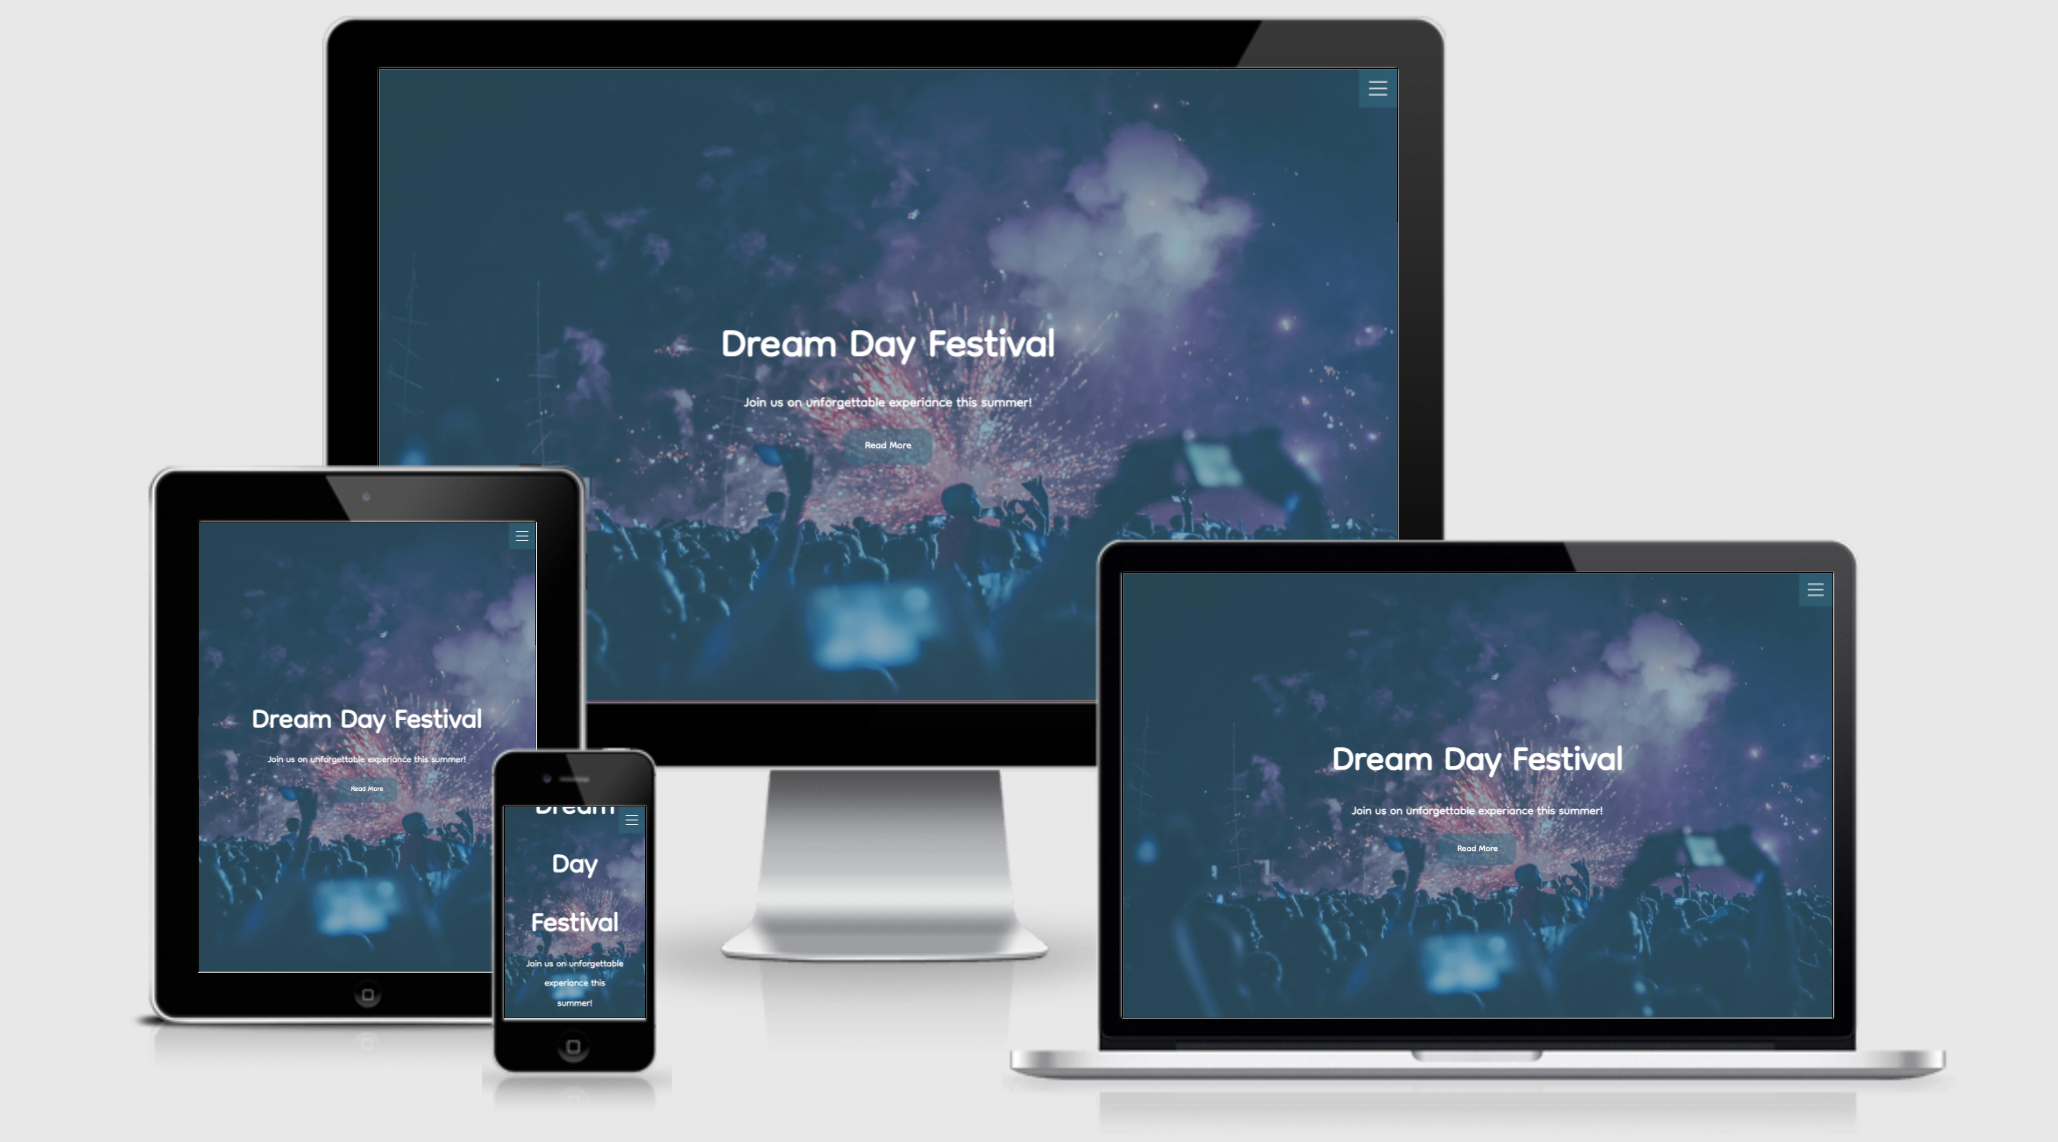 Dream Day Festival
Join us on unforgettable experiance this summer!
Read More
Dream Day Festival
Join us on unforgettable experiance this summer!
Read More
Dream
Day
Festival
Join us on unforgettable
experiance this
summer!
Dream Day Festival
Join us on unforgettable experiance this summer!
Read More